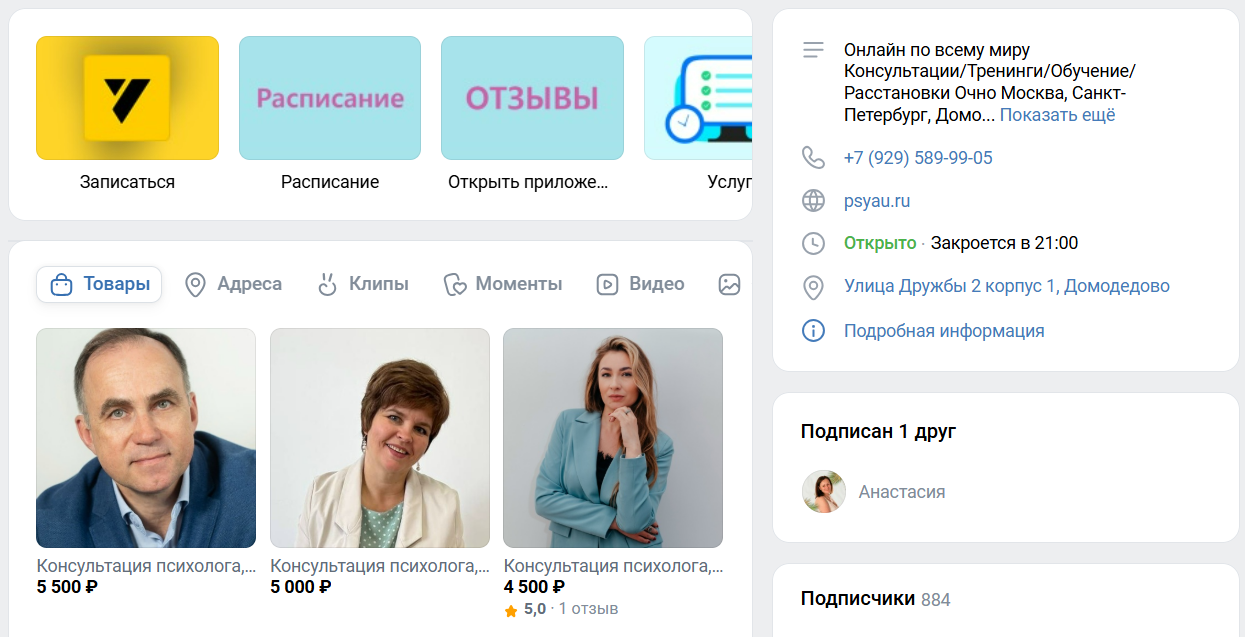 Расписание
ОТЗЫВЫ
Записаться
Расписание
Открыть приложе...
Услуг
Товары
Адреса
Клипы
Моменты
Видео
Консультация психолога,...
5 500 ₽
Консультация психолога,...
5 000 ₽
Консультация психолога,...
4 500 ₽
5,0 · 1 отзыв
Онлайн по всему миру
Консультации/Тренинги/Обучение/
Расстановки Очно Москва, Санкт-
Петербург, Домо... Показать ещё
+7 (929) 589-99-05
psyau.ru
Открыто · Закроется в 21:00
Улица Дружбы 2 корпус 1, Домодедово
Подробная информация
Подписан 1 друг
Анастасия
Подписчики 884